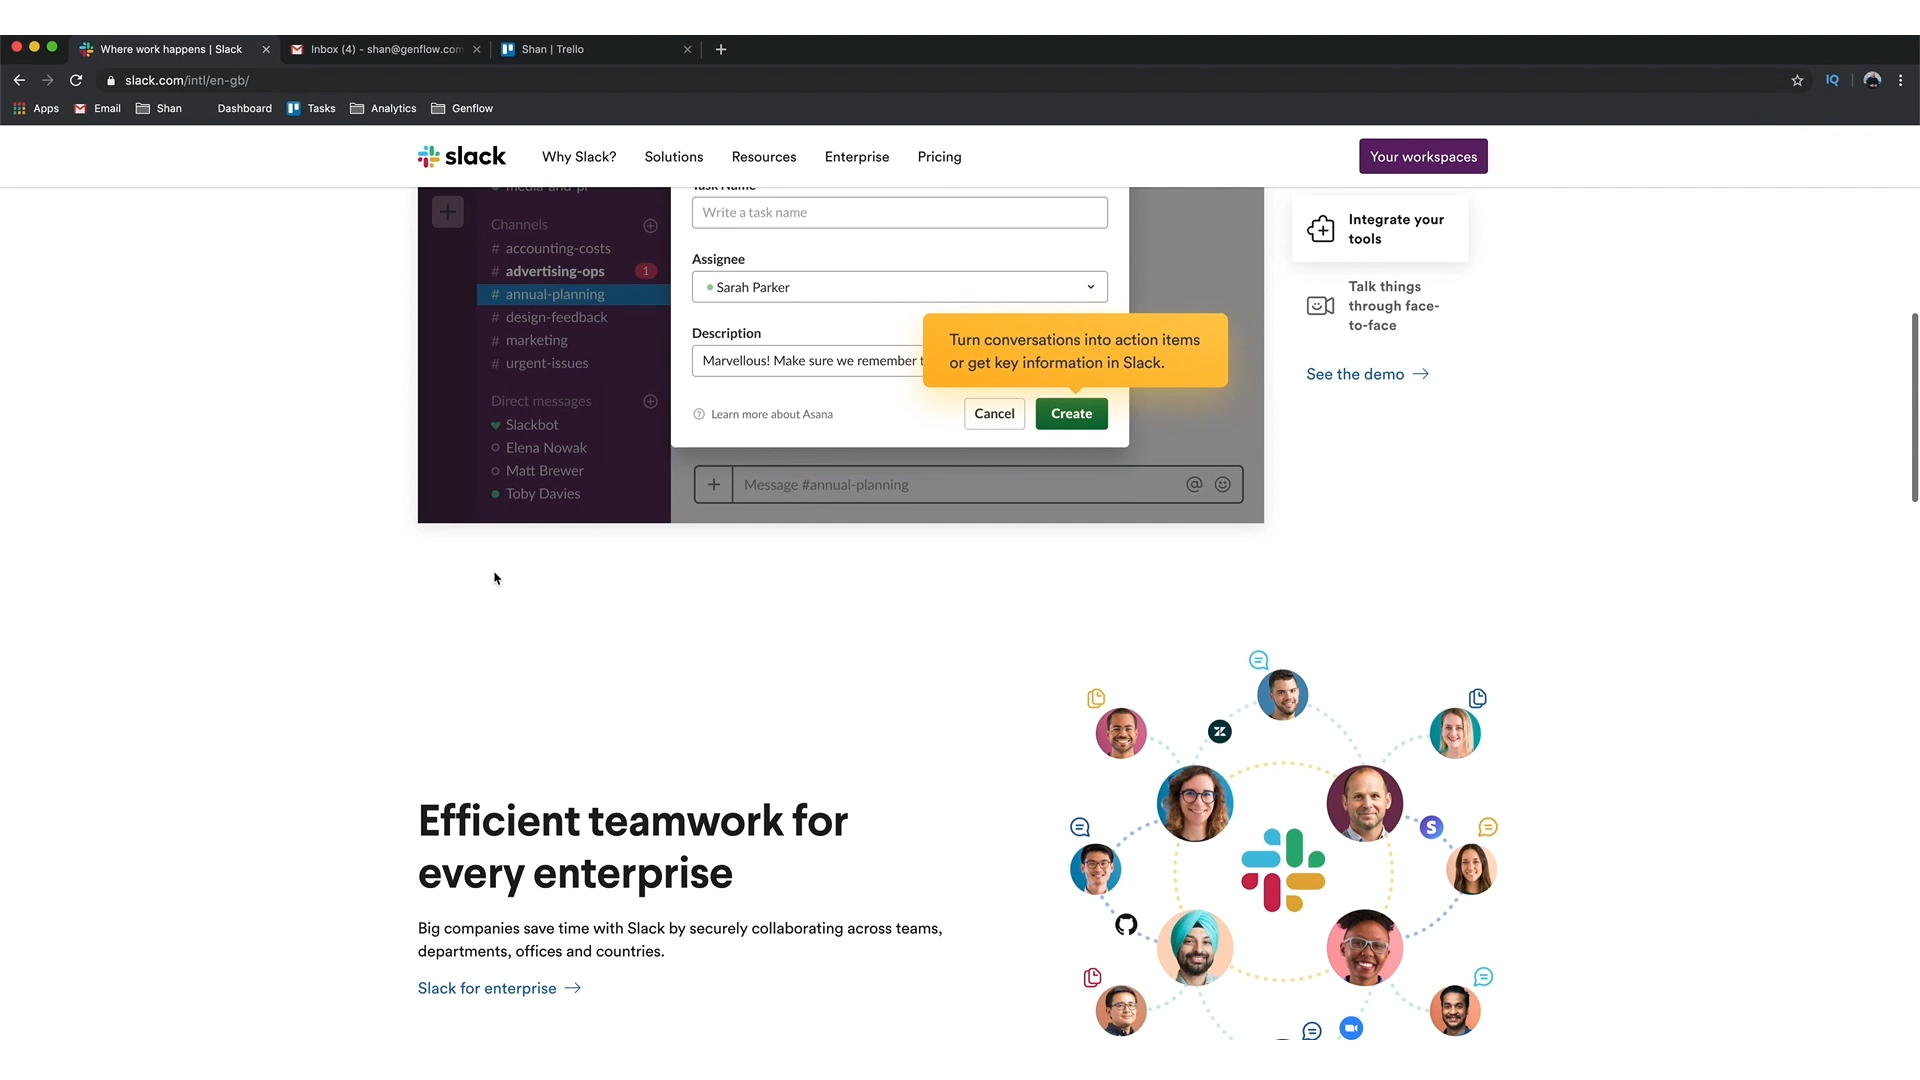 Where work happens | Slack
Inbox (4) - shan@genflow.com
Shan | Trello
slack.com/intl/en-gb/
IQ
Apps
Email
Shan
Dashboard
Tasks
Analytics
Genflow
slack
Why Slack?
Solutions
Resources
Enterprise
Pricing
Your workspaces
media-and-pr
Channels
# accounting-costs
# advertising-ops 1
# annual-planning
# design-feedback
# marketing
# urgent-issues
Direct messages
Slackbot
Elena Nowak
Matt Brewer
Toby Davies
Task Name
Write a task name
Assignee
Sarah Parker
Description
Marvellous! Make sure we remember
Turn conversations into action items
or get key information in Slack.
Learn more about Asana
Cancel
Create
Message #annual-planning
Integrate your
tools
Talk things
through face-
to-face
See the demo
Efficient teamwork for
every enterprise
Big companies save time with Slack by securely collaborating across teams,
departments, offices and countries.
Slack for enterprise
S